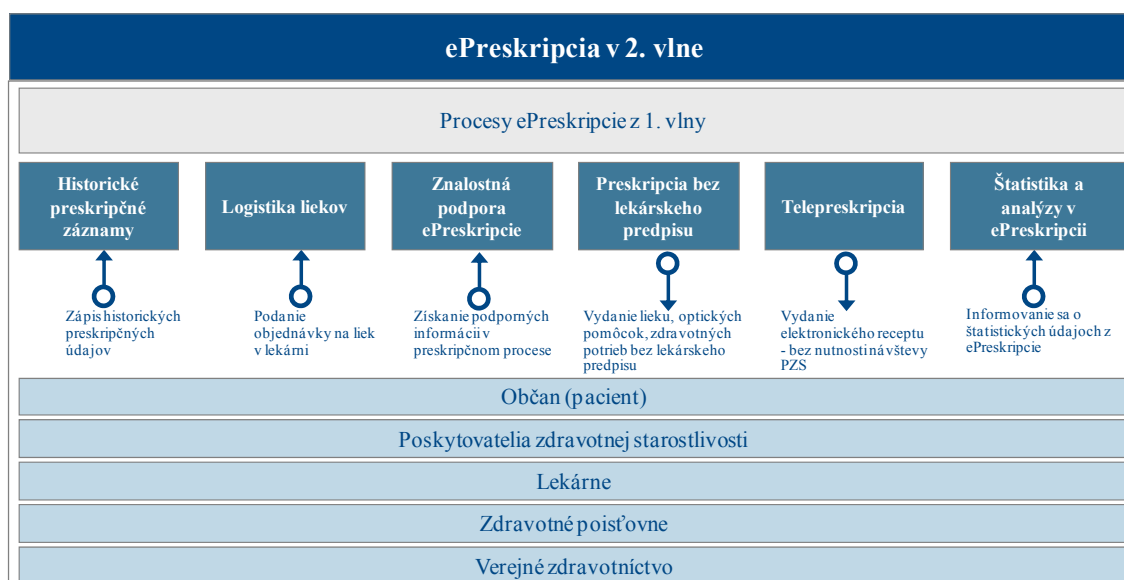 ePreskripcia v 2. vlne
Procesy ePreskripcie z 1. vlny
Historické
preskripčné
záznamy
Logistika liekov
Znalostná
podpora
ePreskripcie
Preskripcia bez
lekárskeho
predpisu
Telepreskripcia
Štatistika a
analýzy v
ePreskripcii
Zápis historických
preskripčných
údajov
Podanie
objednávky na liek
v lekárni
Získanie podporných
informácii v
preskripčnom procese
Vydanie lieku, optických
pomôcok, zdravotných
potrieb bez lekárskeho
predpisu
Vydanie
elektronického receptu
- bez nutnosti návštevy
PZS
Informovanie sa o
štatistických údajoch z
ePreskripcie
Občan (pacient)
Poskytovatelia zdravotnej starostlivosti
Lekárne
Zdravotné poisťovne
Verejné zdravotníctvo